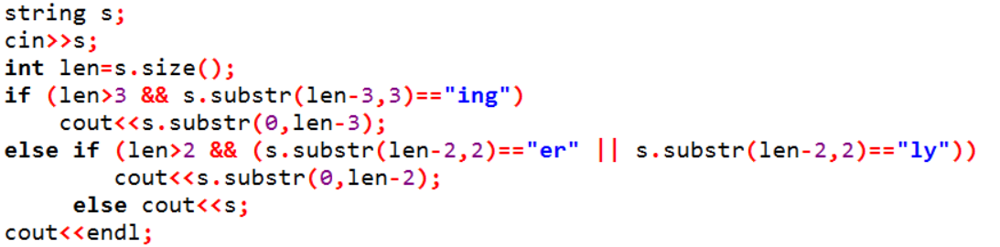 string s;
cin>>s;
int len=s.size();
if (len>3 && s.substr(len-3,3)=="ing")
    cout<<s.substr(0,len-3);
else if (len>2 && (s.substr(len-2,2)=="er" || s.substr(len-2,2)=="ly"))
        cout<<s.substr(0,len-2);
     else cout<<s;
cout<<endl;